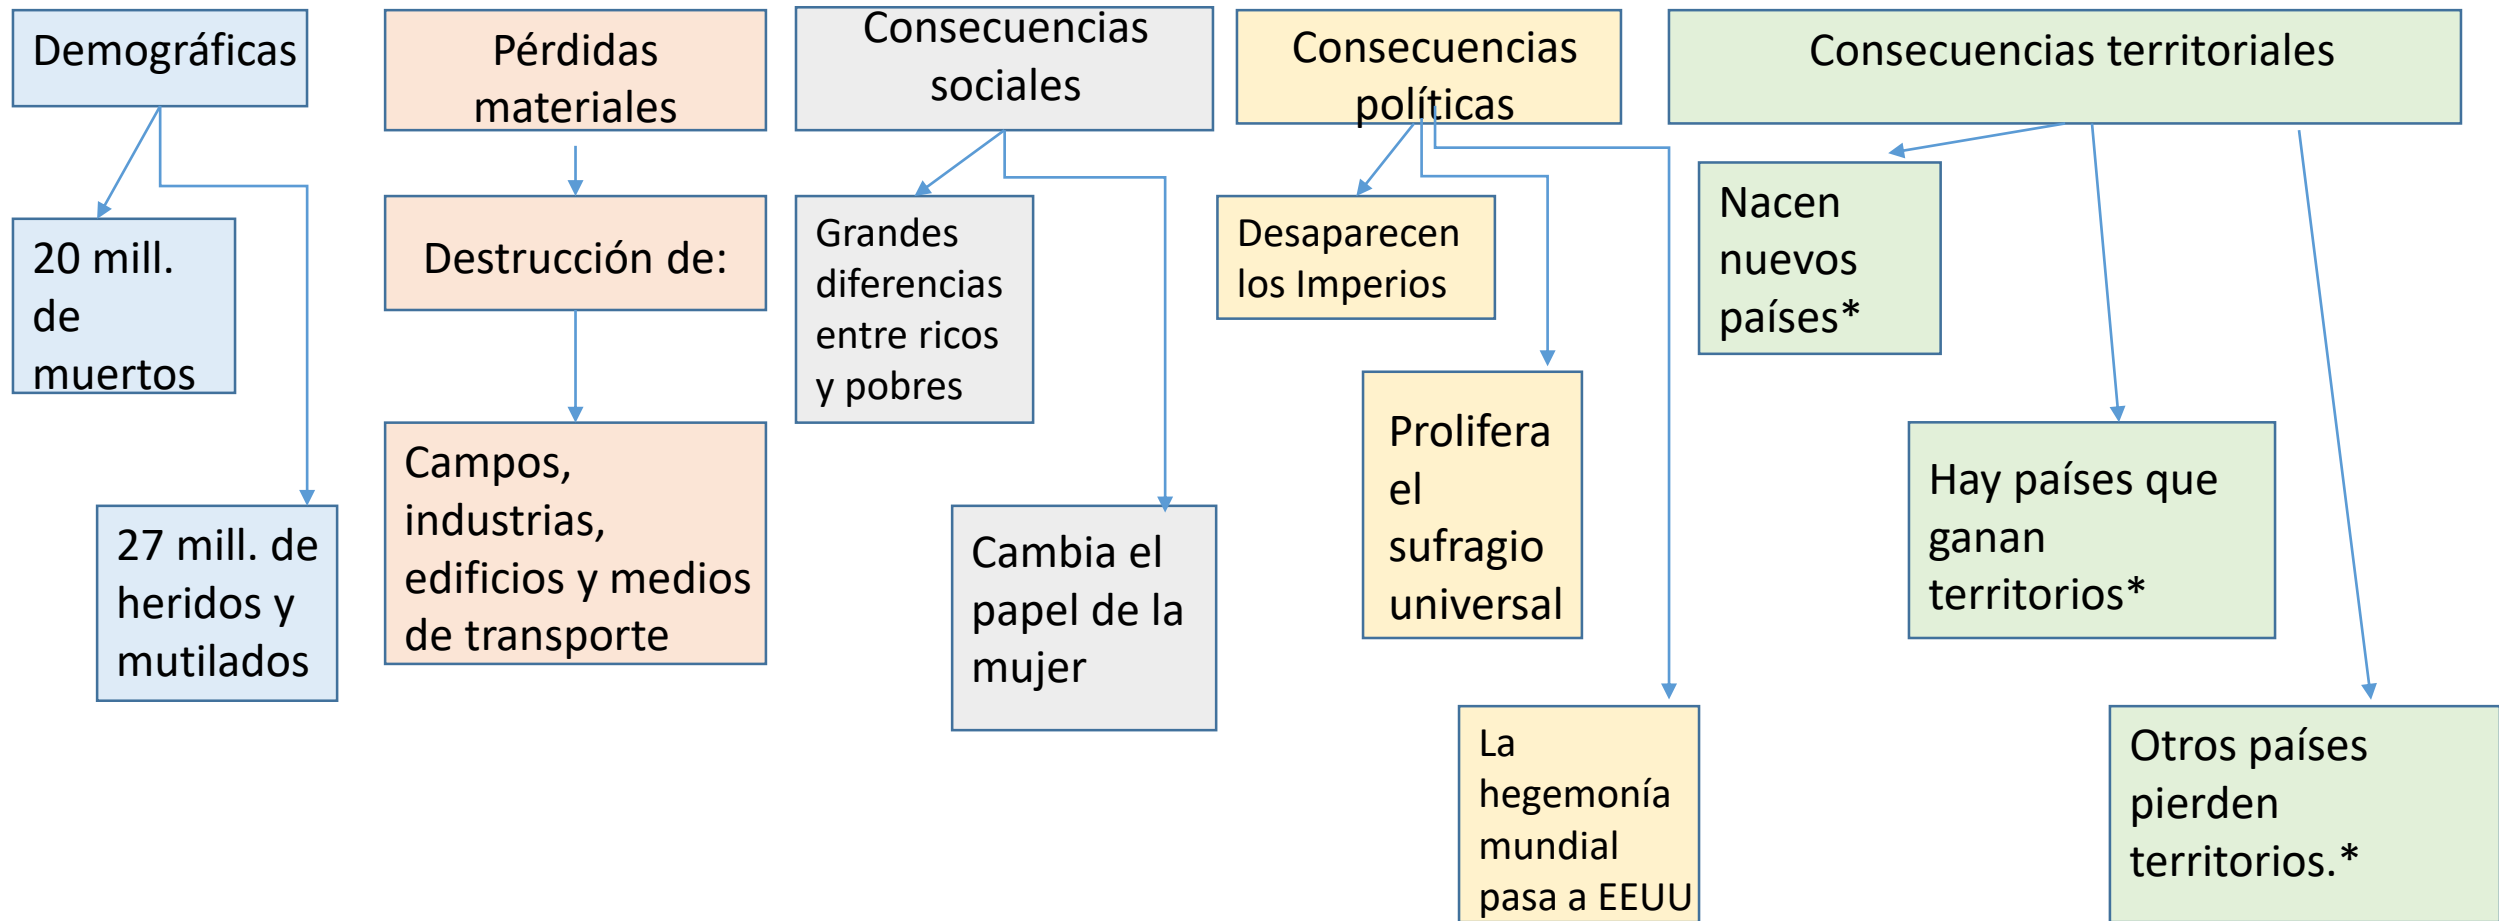 Demográficas
20 mill.
de
muertos
27 mill. de
heridos y
mutilados
Pérdidas
materiales
Destrucción de:
Campos,
industrias,
edificios y medios
de transporte
Consecuencias
sociales
Grandes
diferencias
entre ricos
y pobres
Cambia el
papel de la
mujer
Consecuencias
políticas
Desaparecen
los Imperios
Prolifera
el
sufragio
universal
La
hegemonía
mundial
pasa a EEUU
Consecuencias territoriales
Nacen
nuevos
países*
Hay países que
ganan
territorios*
Otros países
pierden
territorios.*